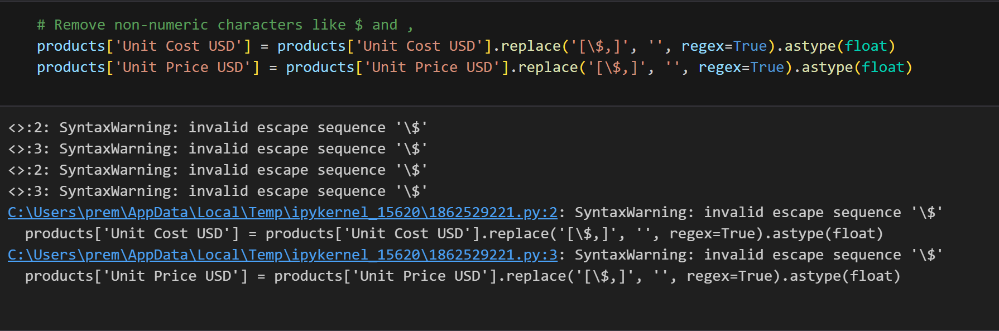 # Remove non-numeric characters like $ and ,
products['Unit Cost USD'] = products['Unit Cost USD'].replace('[\$,]', '', regex=True).astype(float)
products['Unit Price USD'] = products['Unit Price USD'].replace('[\$,]', '', regex=True).astype(float)
<>:2: SyntaxWarning: invalid escape sequence '\$'
<>:3: SyntaxWarning: invalid escape sequence '\$'
<>:2: SyntaxWarning: invalid escape sequence '\$'
<>:3: SyntaxWarning: invalid escape sequence '\$'
C:\Users\prem\AppData\Local\Temp\ipykernel_15620\1862529221.py:2: SyntaxWarning: invalid escape sequence '\$'
  products['Unit Cost USD'] = products['Unit Cost USD'].replace('[\$,]', '', regex=True).astype(float)
C:\Users\prem\AppData\Local\Temp\ipykernel_15620\1862529221.py:3: SyntaxWarning: invalid escape sequence '\$'
  products['Unit Price USD'] = products['Unit Price USD'].replace('[\$,]', '', regex=True).astype(float)